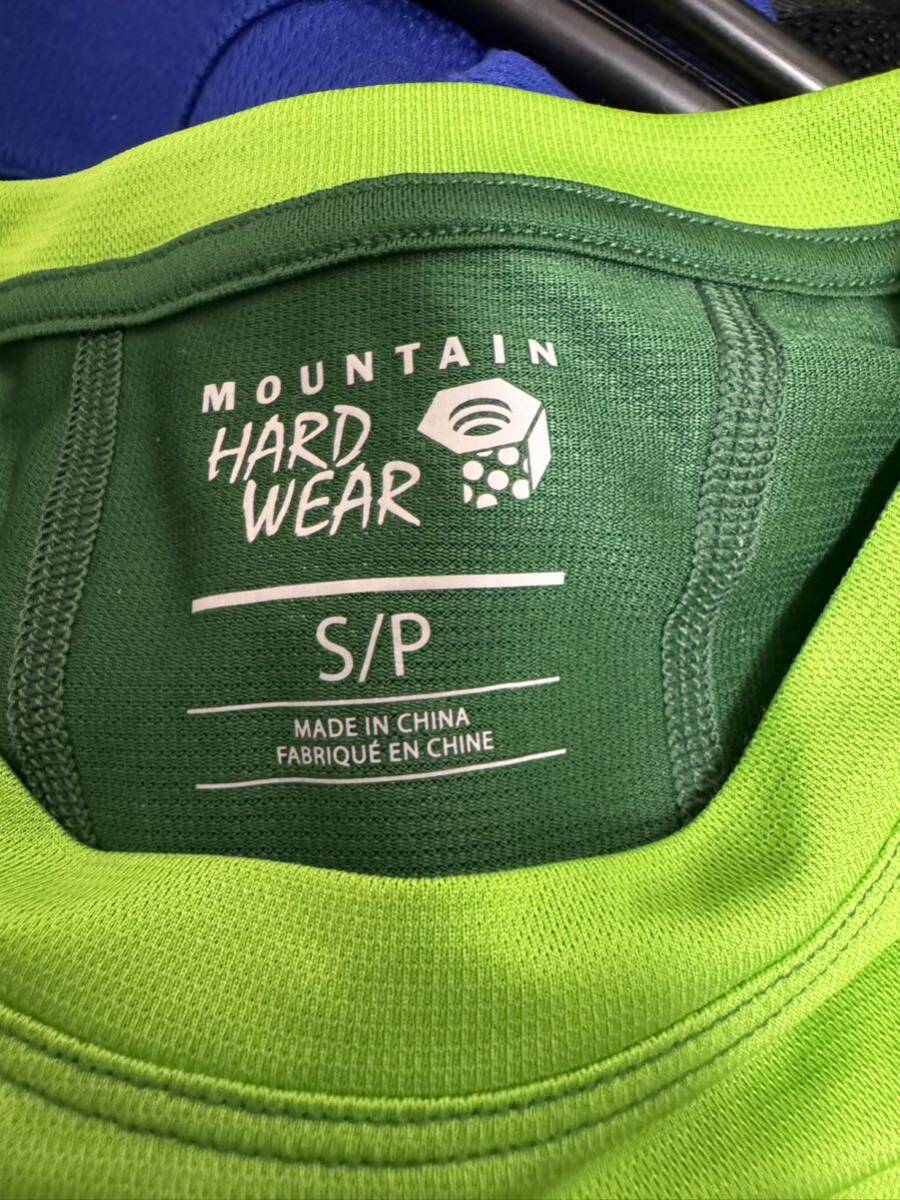 MOUNTAIN
HARD
WEAR
S/P
MADE IN CHINA
FABRIQUÉ EN CHINE